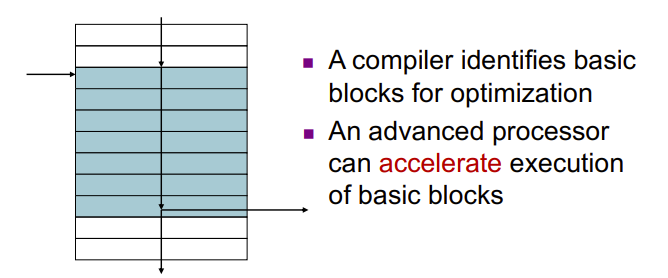 A compiler identifies basic
blocks for optimization
An advanced processor
can accelerate execution
of basic blocks